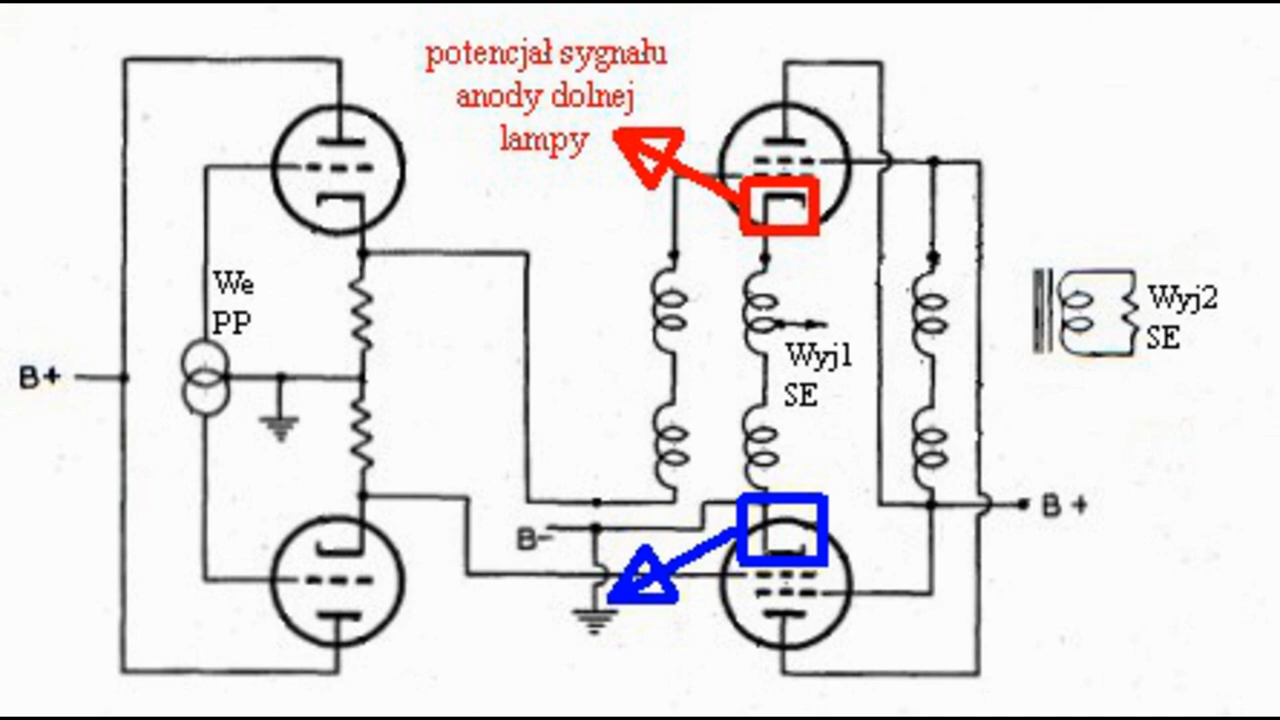 potencjał sygnału
anody dolnej
lampy
We
PP
B+
Wyj1
SE
Wyj2
SE
B-
B +